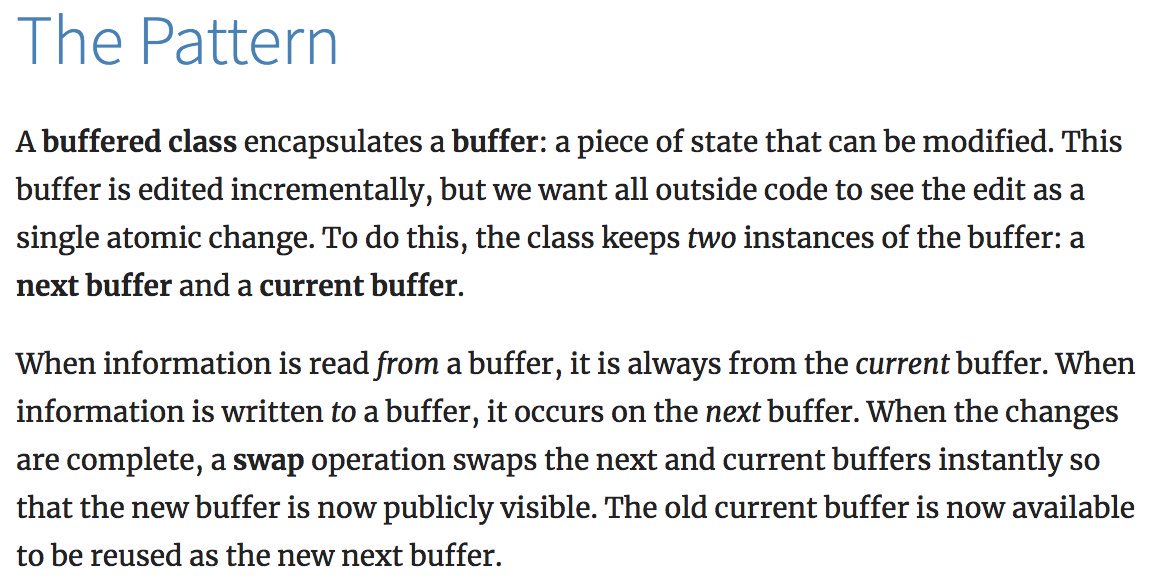 The Pattern
A buffered class encapsulates a buffer: a piece of state that can be modified. This
buffer is edited incrementally, but we want all outside code to see the edit as a
single atomic change. To do this, the class keeps two instances of the buffer: a
next buffer and a current buffer.
When information is read from a buffer, it is always from the current buffer. When
information is written to a buffer, it occurs on the next buffer. When the changes
are complete, a swap operation swaps the next and current buffers instantly so
that the new buffer is now publicly visible. The old current buffer is now available
to be reused as the new next buffer.